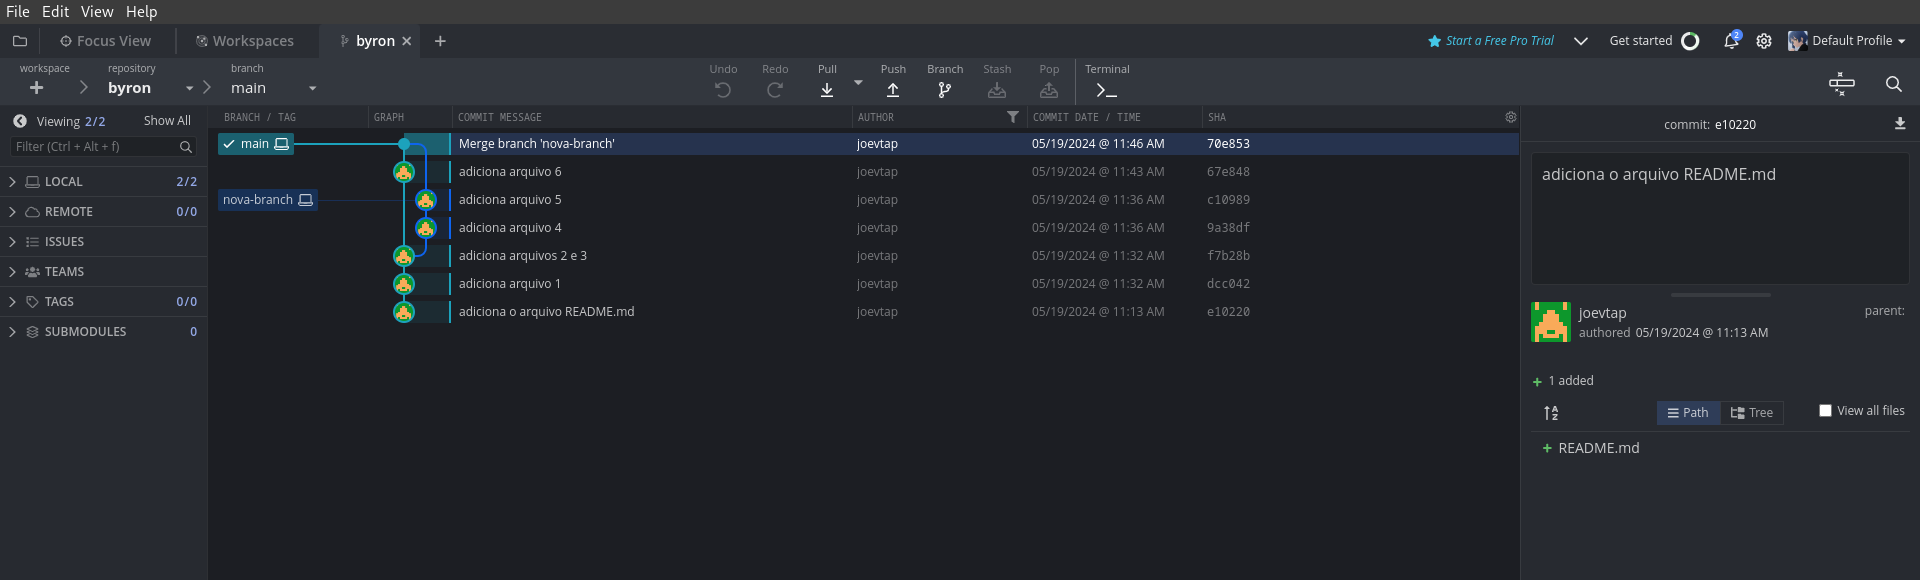 File Edit View Help
Focus View Workspaces byron Start a Free Pro Trial Get started 2 Default Profile
workspace repository branch Undo Redo Pull Push Branch Stash Pop Terminal
byron main
Viewing 2/2 Show All
Filter (Ctrl + Alt + f)
LOCAL 2/2
REMOTE 0/0
ISSUES
TEAMS
TAGS 0/0
SUBMODULES 0
BRANCH / TAG GRAPH COMMIT MESSAGE AUTHOR COMMIT DATE / TIME SHA
main Merge branch 'nova-branch' joevtap 05/19/2024 @ 11:46 AM 70e853
adiciona arquivo 6 joevtap 05/19/2024 @ 11:43 AM 67e848
nova-branch adiciona arquivo 5 joevtap 05/19/2024 @ 11:36 AM c10989
adiciona arquivo 4 joevtap 05/19/2024 @ 11:36 AM 9a38df
adiciona arquivos 2 e 3 joevtap 05/19/2024 @ 11:32 AM f7b28b
adiciona arquivo 1 joevtap 05/19/2024 @ 11:32 AM dcc042
adiciona o arquivo README.md joevtap 05/19/2024 @ 11:13 AM e10220
commit: e10220
adiciona o arquivo README.md
joevtap parent:
authored 05/19/2024 @ 11:13 AM
+ 1 added
A Z Path Tree View all files
+ README.md